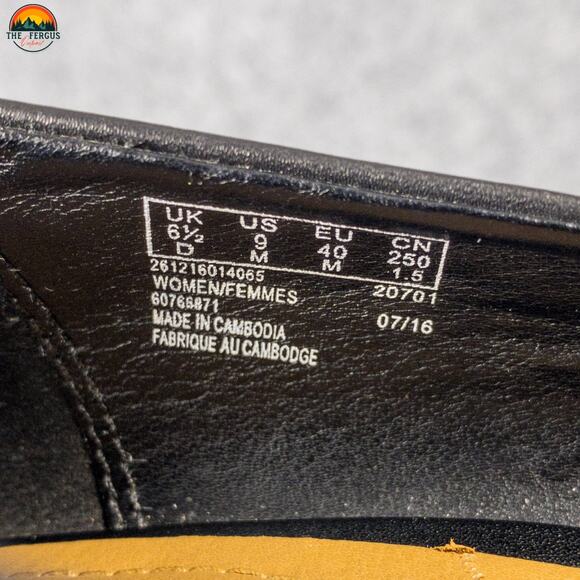 THE FERGUS
UK US EU CN
6½ 9 40 250
D M M 1.5
261216014065 20701
WOMEN/FEMMES
60766871 07/16
MADE IN CAMBODIA
FABRIQUE AU CAMBODGE